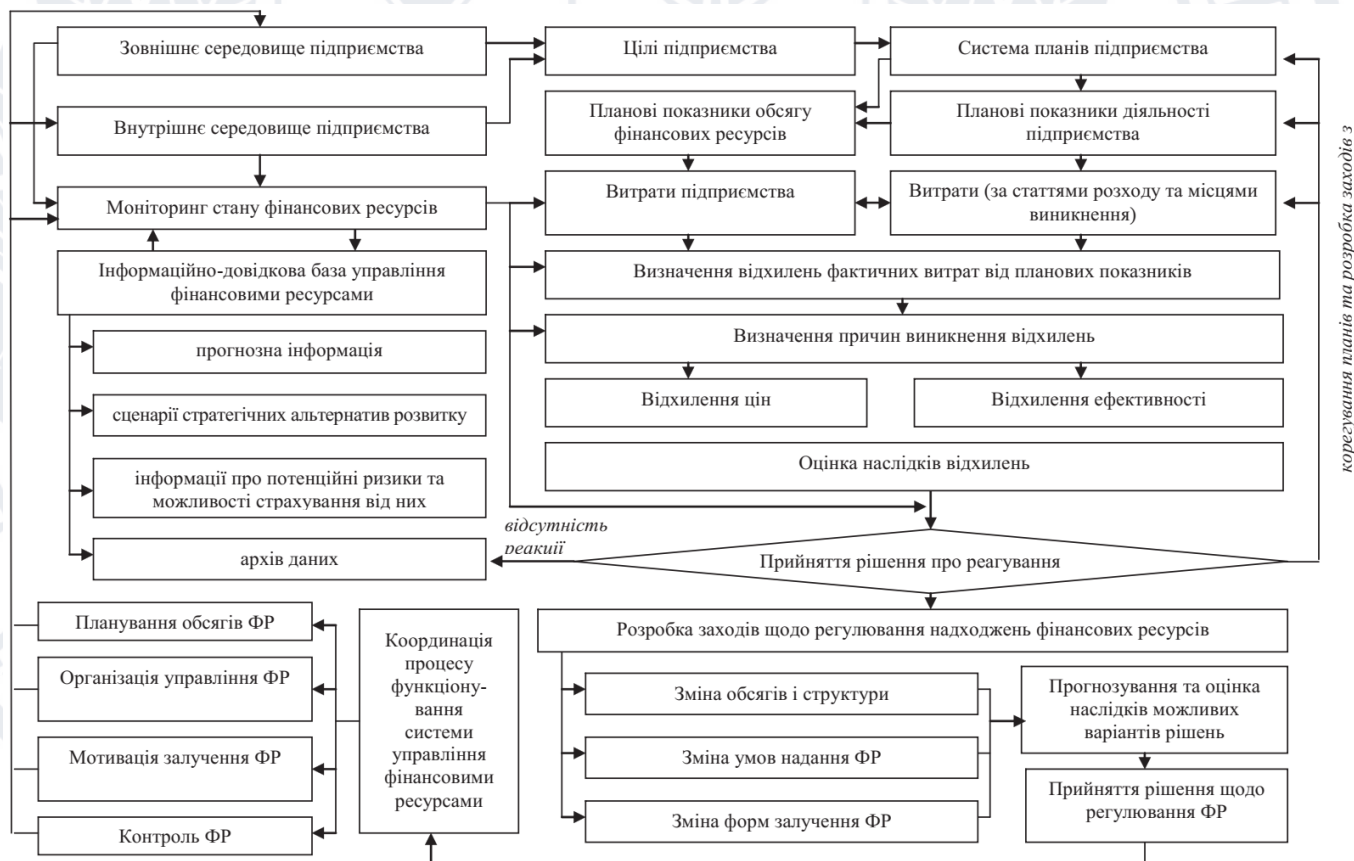 Зовнішнє середовище підприємства
Цілі підприємства
Система планів підприємства
Внутрішнє середовище підприємства
Планові показники обсягу
фінансових ресурсів
Планові показники діяльності
підприємства
Моніторинг стану фінансових ресурсів
Витрати підприємства
Витрати (за статтями розходу та місцями
виникнення)
Інформаційно-довідкова база управління
фінансовими ресурсами
Визначення відхилень фактичних витрат від планових показників
прогнозна інформація
Визначення причин виникнення відхилень
сценарії стратегічних альтернатив розвитку
Відхилення цін
Відхилення ефективності
інформації про потенційні ризики та
можливості страхування від них
Оцінка наслідків відхилень
архів даних
відсутність
реакції
Прийняття рішення про реагування
корегування планів та розробка заходів з
Планування обсягів ФР
Організація управління ФР
Мотивація залучення ФР
Контроль ФР
Координація
процесу
функціону-
вання
системи
управління
фінансовими
ресурсами
Розробка заходів щодо регулювання надходжень фінансових ресурсів
Зміна обсягів і структури
Зміна умов надання ФР
Зміна форм залучення ФР
Прогнозування та оцінка
наслідків можливих
варіантів рішень
Прийняття рішення щодо
регулювання ФР